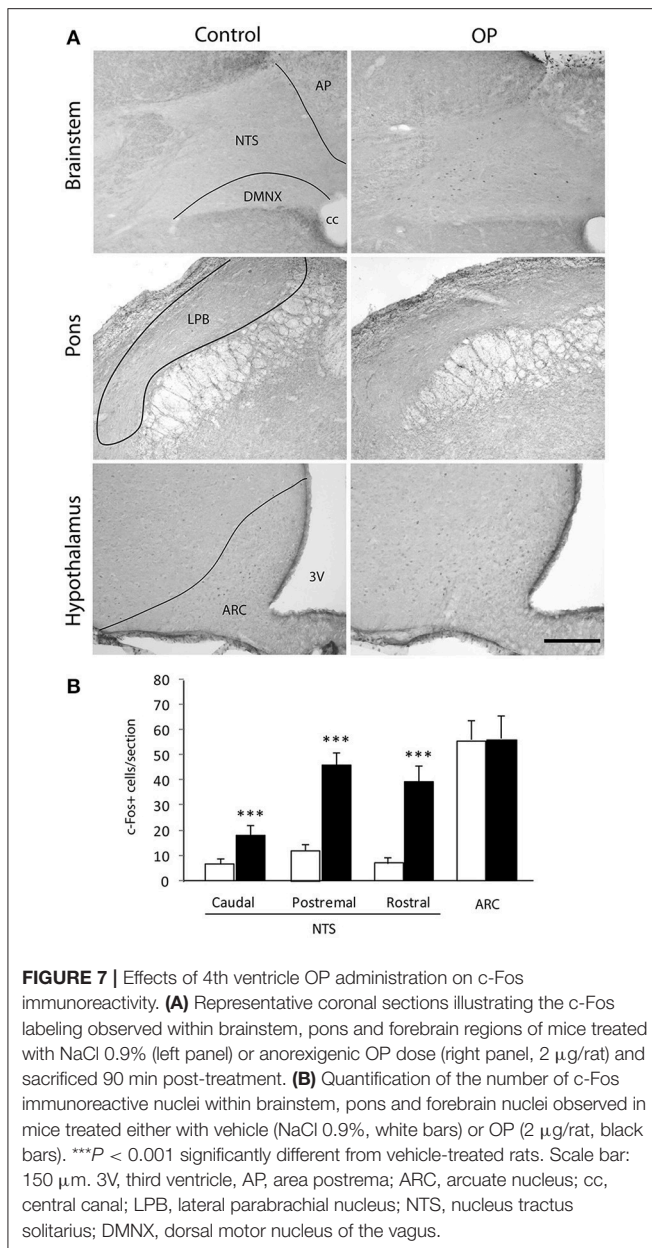 A
Control
OP
Brainstem
AP
NTS
DMNX
cc
Pons
LPB
Hypothalamus
3V
ARC
B
c-Fos+ cells/section
80
70
60
50
40
30
20
10
0
***
***
***
Caudal
Postremal
Rostral
ARC
NTS
FIGURE 7 | Effects of 4th ventricle OP administration on c-Fos
immunoreactivity. (A) Representative coronal sections illustrating the c-Fos
labeling observed within brainstem, pons and forebrain regions of mice treated
with NaCl 0.9% (left panel) or anorexigenic OP dose (right panel, 2 μg/rat) and
sacrificed 90 min post-treatment. (B) Quantification of the number of c-Fos
immunoreactive nuclei within brainstem, pons and forebrain nuclei observed in
mice treated either with vehicle (NaCl 0.9%, white bars) or OP (2 μg/rat, black
bars). ***P < 0.001 significantly different from vehicle-treated rats. Scale bar:
150 μm. 3V, third ventricle, AP, area postrema; ARC, arcuate nucleus; cc,
central canal; LPB, lateral parabrachial nucleus; NTS, nucleus tractus
solitarius; DMNX, dorsal motor nucleus of the vagus.